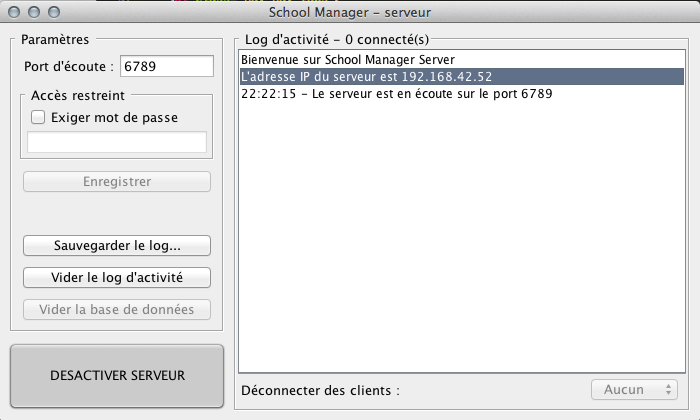 School Manager – serveur
Paramètres
Port d'écoute : 6789
Accès restreint
Exiger mot de passe
Enregistrer
Sauvegarder le log...
Vider le log d'activité
Vider la base de données
DESACTIVER SERVEUR
Log d'activité – 0 connecté(s)
Bienvenue sur School Manager Server
L'adresse IP du serveur est 192.168.42.52
22:22:15 – Le serveur est en écoute sur le port 6789
Déconnecter des clients : Aucun